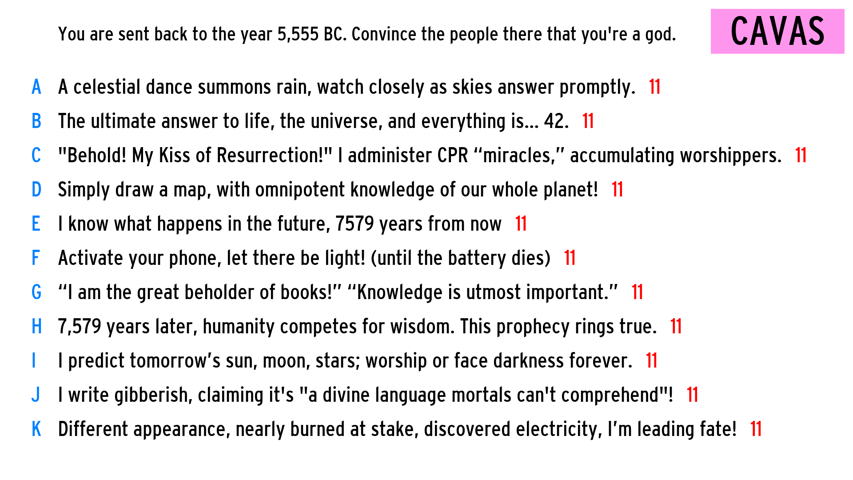 You are sent back to the year 5,555 BC. Convince the people there that you're a god.
CAVAS
A A celestial dance summons rain, watch closely as skies answer promptly. 11
B The ultimate answer to life, the universe, and everything is... 42. 11
C "Behold! My Kiss of Resurrection!" I administer CPR “miracles,” accumulating worshippers. 11
D Simply draw a map, with omnipotent knowledge of our whole planet! 11
E I know what happens in the future, 7579 years from now 11
F Activate your phone, let there be light! (until the battery dies) 11
G “I am the great beholder of books!” “Knowledge is utmost important.” 11
H 7,579 years later, humanity competes for wisdom. This prophecy rings true. 11
I I predict tomorrow’s sun, moon, stars; worship or face darkness forever. 11
J I write gibberish, claiming it's "a divine language mortals can't comprehend"! 11
K Different appearance, nearly burned at stake, discovered electricity, I’m leading fate! 11